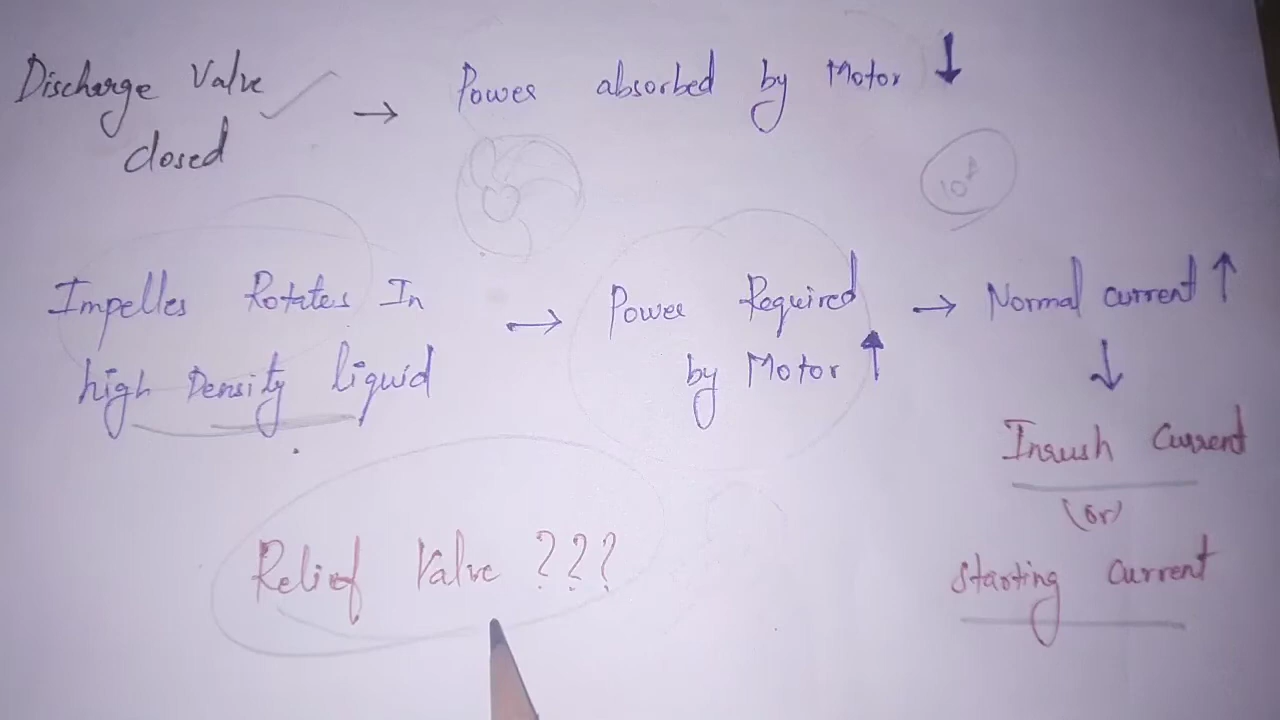 Discharge Valve
closed
→ Power absorbed by Motor ↓
Impeller Rotates In
high Density liquid
→ Power Required
by Motor ↑
→ Normal current ↑
↓
Inrush Current
(or)
Starting Current
Relief Valve ???